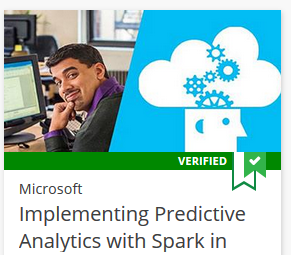 VERIFIED
Microsoft
Implementing Predictive
Analytics with Spark in